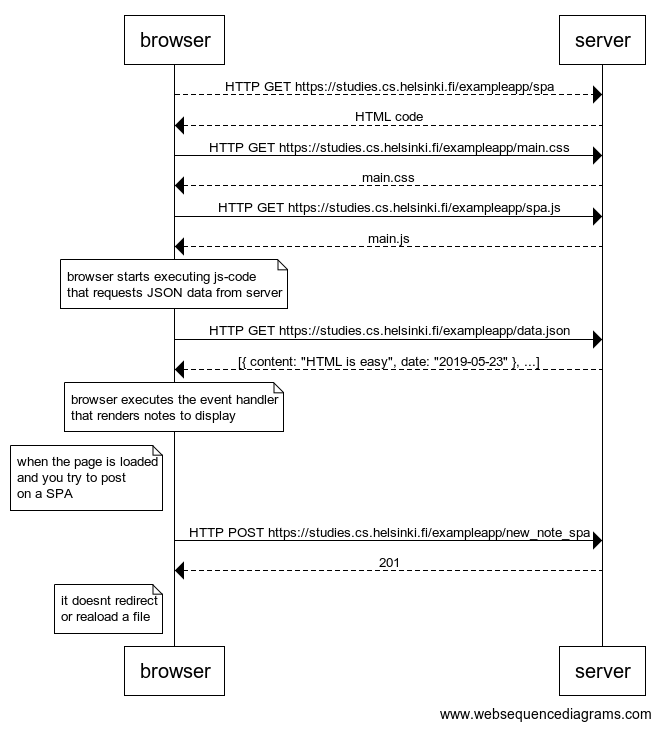 browser
server
HTTP GET https://studies.cs.helsinki.fi/exampleapp/spa
HTML code
HTTP GET https://studies.cs.helsinki.fi/exampleapp/main.css
main.css
HTTP GET https://studies.cs.helsinki.fi/exampleapp/spa.js
main.js
browser starts executing js-code
that requests JSON data from server
HTTP GET https://studies.cs.helsinki.fi/exampleapp/data.json
[{ content: "HTML is easy", date: "2019-05-23" }, ...]
browser executes the event handler
that renders notes to display
when the page is loaded
and you try to post
on a SPA
HTTP POST https://studies.cs.helsinki.fi/exampleapp/new_note_spa
201
it doesnt redirect
or reaload a file
browser
server
www.websequencediagrams.com